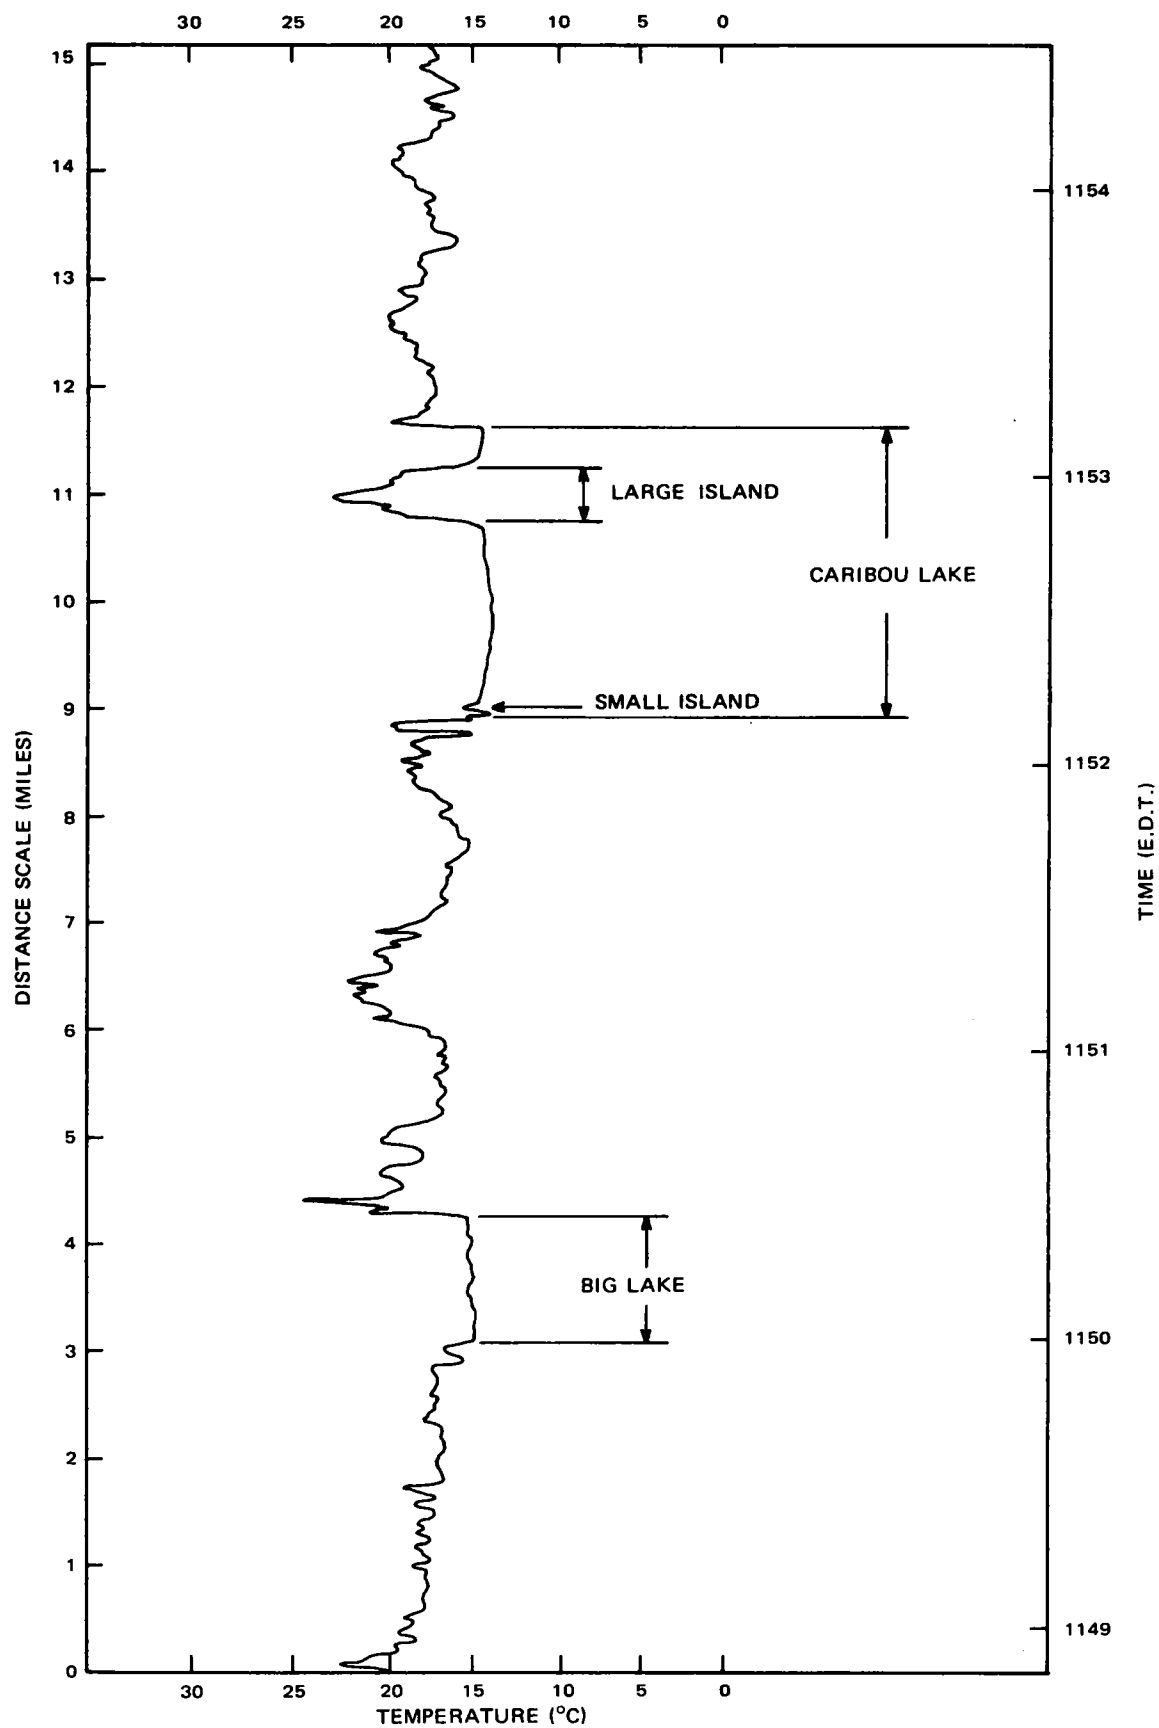 30 25 20 15 10 5 0
15
14
1154
13
12
1153
11
LARGE ISLAND
CARIBOU LAKE
10
SMALL ISLAND
9
1152
8
DISTANCE SCALE (MILES)
TIME (E.D.T.)
7
6
1151
5
4
BIG LAKE
1150
3
2
1
1149
0
30 25 20 15 10 5 0
TEMPERATURE (°C)